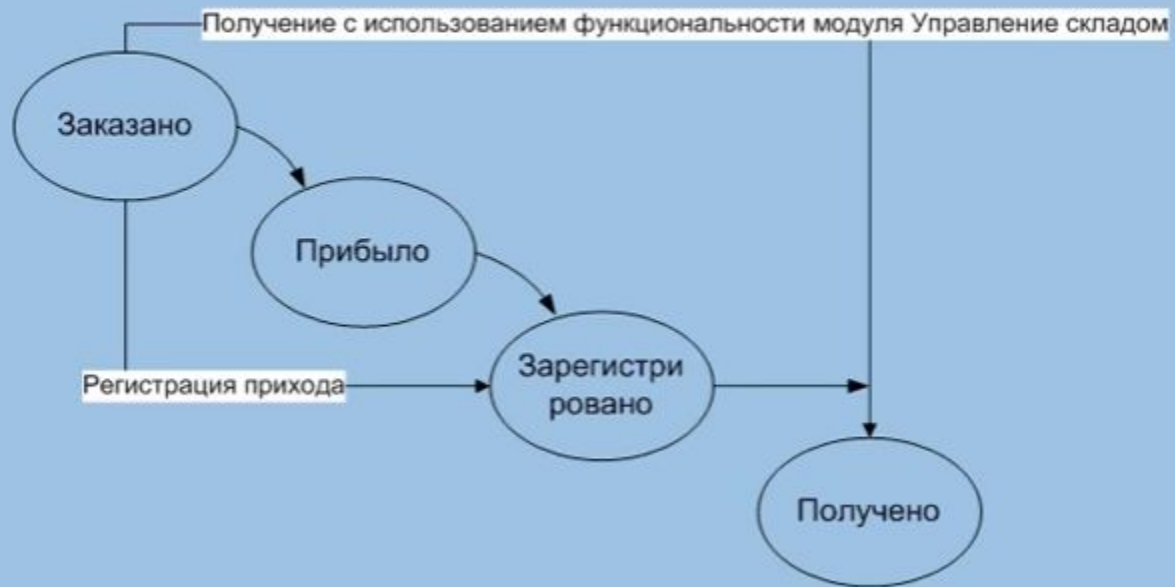 Получение с использованием функциональности модуля Управление складом
Заказано
Прибыло
Регистрация прихода
Зарегистри
ровано
Получено